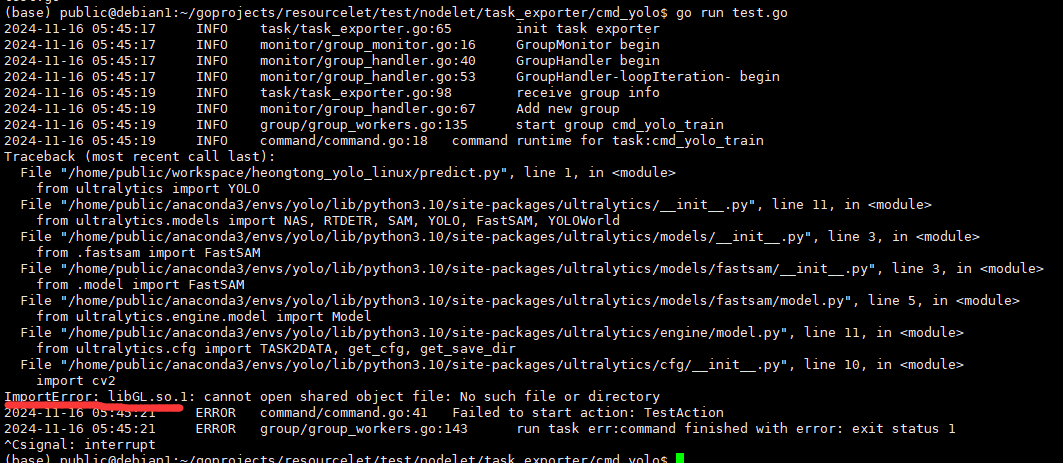 (base) public@debian1:~/goprojects/resourcelet/test/nodelet/task_exporter/cmd_yolo$ go run test.go
2024-11-16 05:45:17 INFO task/task_exporter.go:65 init task exporter
2024-11-16 05:45:17 INFO monitor/group_monitor.go:16 GroupMonitor begin
2024-11-16 05:45:17 INFO monitor/group_handler.go:40 GroupHandler begin
2024-11-16 05:45:17 INFO monitor/group_handler.go:53 GroupHandler-loopIteration- begin
2024-11-16 05:45:19 INFO task/task_exporter.go:98 receive group info
2024-11-16 05:45:19 INFO monitor/group_handler.go:67 Add new group
2024-11-16 05:45:19 INFO group/group_workers.go:135 start group cmd_yolo_train
2024-11-16 05:45:19 INFO command/command.go:18 command runtime for task:cmd_yolo_train
Traceback (most recent call last):
File "/home/public/workspace/heongtong_yolo_linux/predict.py", line 1, in <module>
from ultralytics import YOLO
File "/home/public/anaconda3/envs/yolo/lib/python3.10/site-packages/ultralytics/__init__.py", line 11, in <module>
from ultralytics.models import NAS, RTDETR, SAM, YOLO, FastSAM, YOLOWorld
File "/home/public/anaconda3/envs/yolo/lib/python3.10/site-packages/ultralytics/models/__init__.py", line 3, in <module>
from .fastsam import FastSAM
File "/home/public/anaconda3/envs/yolo/lib/python3.10/site-packages/ultralytics/models/fastsam/__init__.py", line 3, in <module>
from .model import FastSAM
File "/home/public/anaconda3/envs/yolo/lib/python3.10/site-packages/ultralytics/models/fastsam/model.py", line 5, in <module>
from ultralytics.engine.model import Model
File "/home/public/anaconda3/envs/yolo/lib/python3.10/site-packages/ultralytics/engine/model.py", line 11, in <module>
from ultralytics.cfg import TASK2DATA, get_cfg, get_save_dir
File "/home/public/anaconda3/envs/yolo/lib/python3.10/site-packages/ultralytics/cfg/__init__.py", line 10, in <module>
import cv2
ImportError: libGL.so.1: cannot open shared object file: No such file or directory
2024-11-16 05:45:21 ERROR command/command.go:41 Failed to start action: TestAction
2024-11-16 05:45:21 ERROR group/group_workers.go:143 run task err:command finished with error: exit status 1
^Csignal: interrupt
(base) public@debian1:~/goprojects/resourcelet/test/nodelet/task_exporter/cmd_yolo$